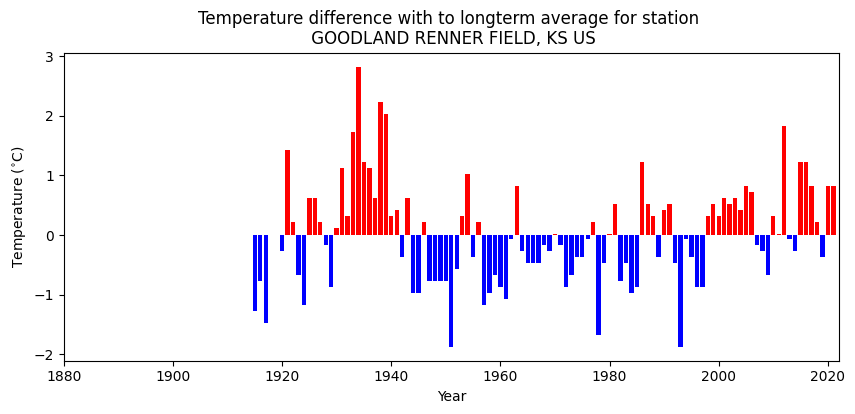 Temperature difference with to longterm average for station
GOODLAND RENNER FIELD, KS US
3
2
1
0
−1
−2
Temperature (°C)
1880 1900 1920 1940 1960 1980 2000 2020
Year